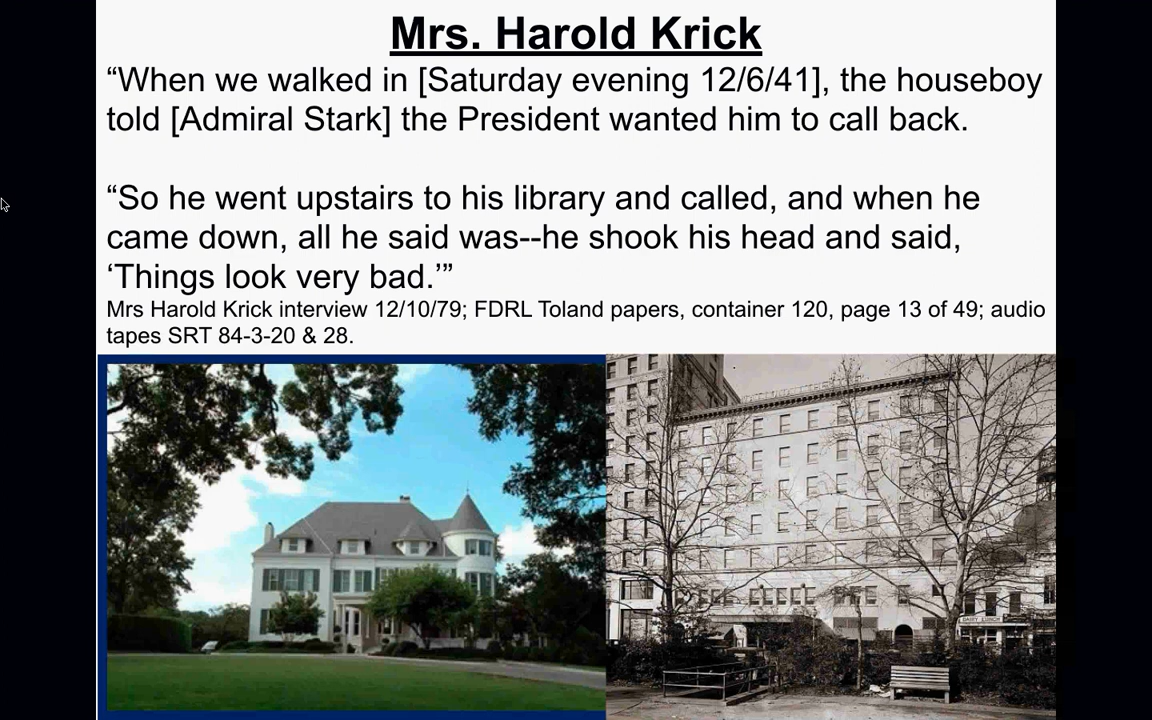 Mrs. Harold Krick
“When we walked in [Saturday evening 12/6/41], the houseboy
told [Admiral Stark] the President wanted him to call back.
“So he went upstairs to his library and called, and when he
came down, all he said was--he shook his head and said,
‘Things look very bad.’”
Mrs Harold Krick interview 12/10/79; FDRL Toland papers, container 120, page 13 of 49; audio
tapes SRT 84-3-20 & 28.
DAIRY LUNCH